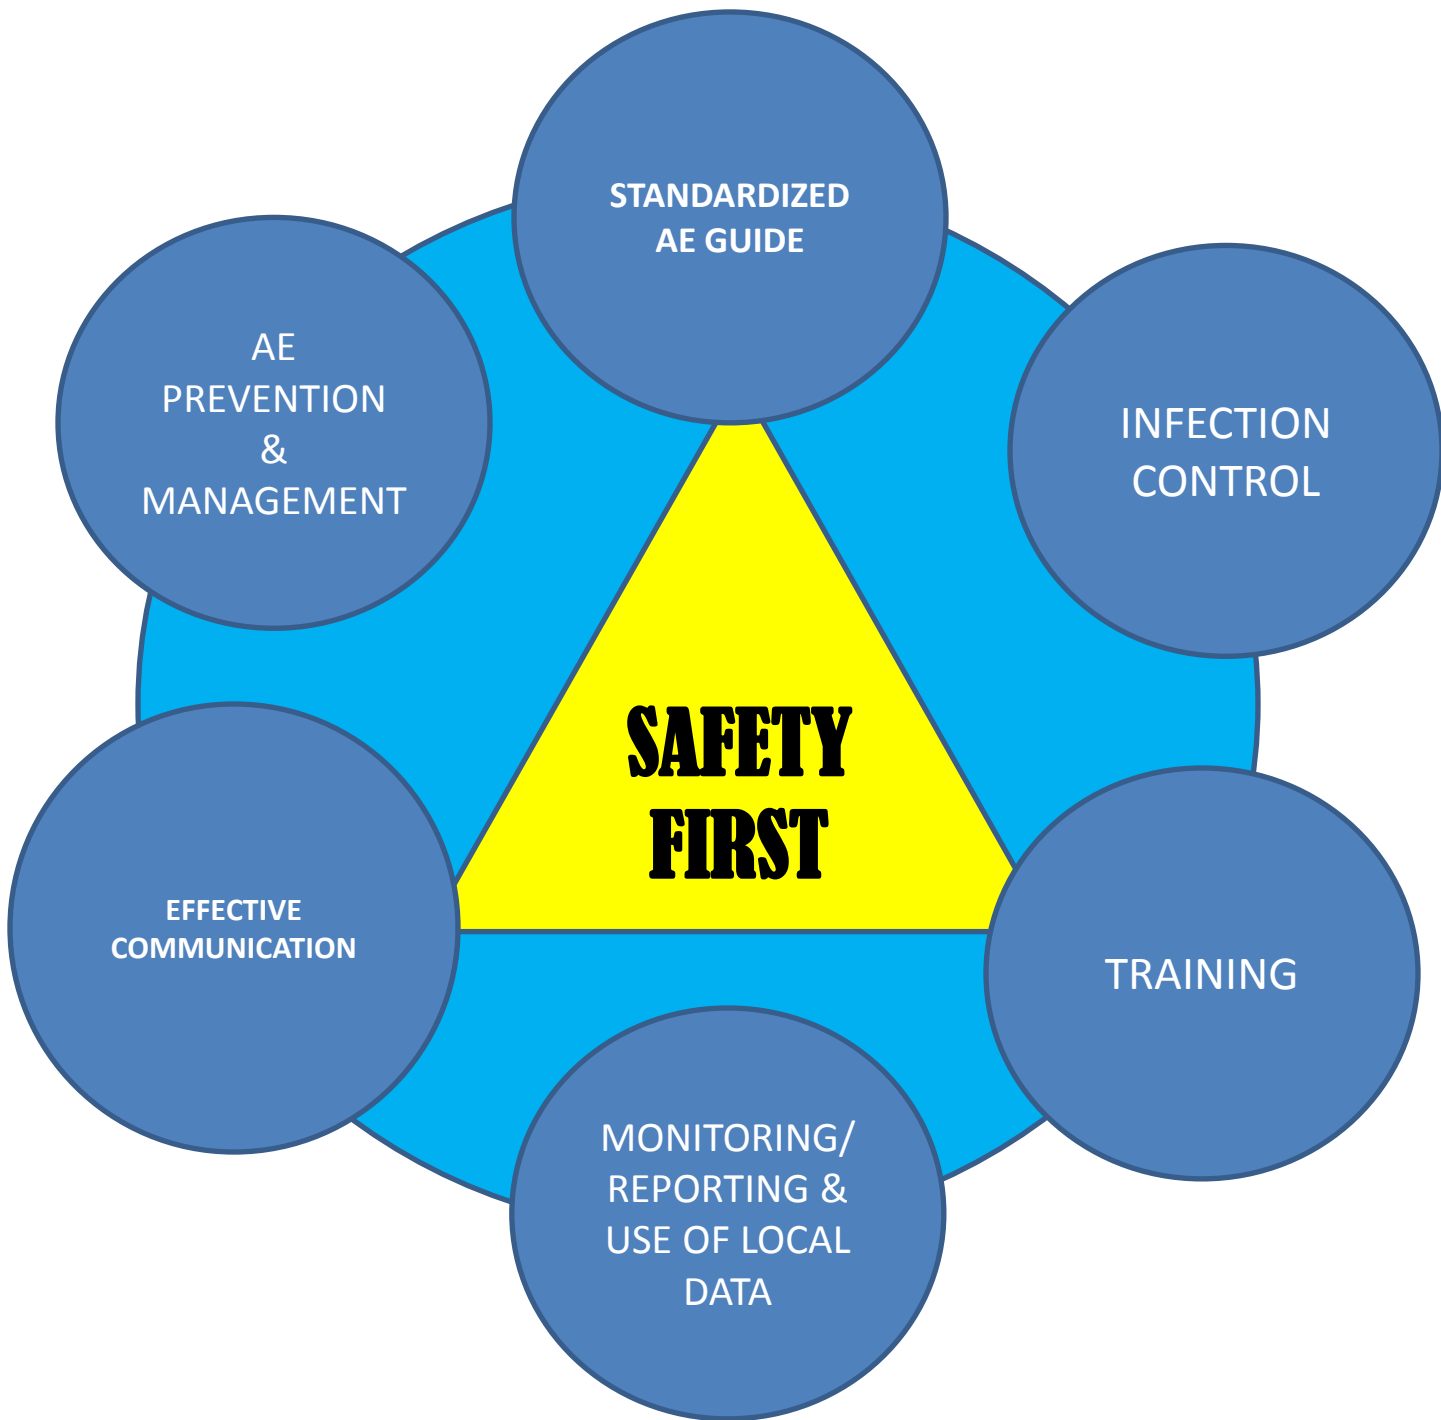 STANDARDIZED
AE GUIDE
AE
PREVENTION
&
MANAGEMENT
INFECTION
CONTROL
SAFETY
FIRST
EFFECTIVE
COMMUNICATION
TRAINING
MONITORING/
REPORTING &
USE OF LOCAL
DATA